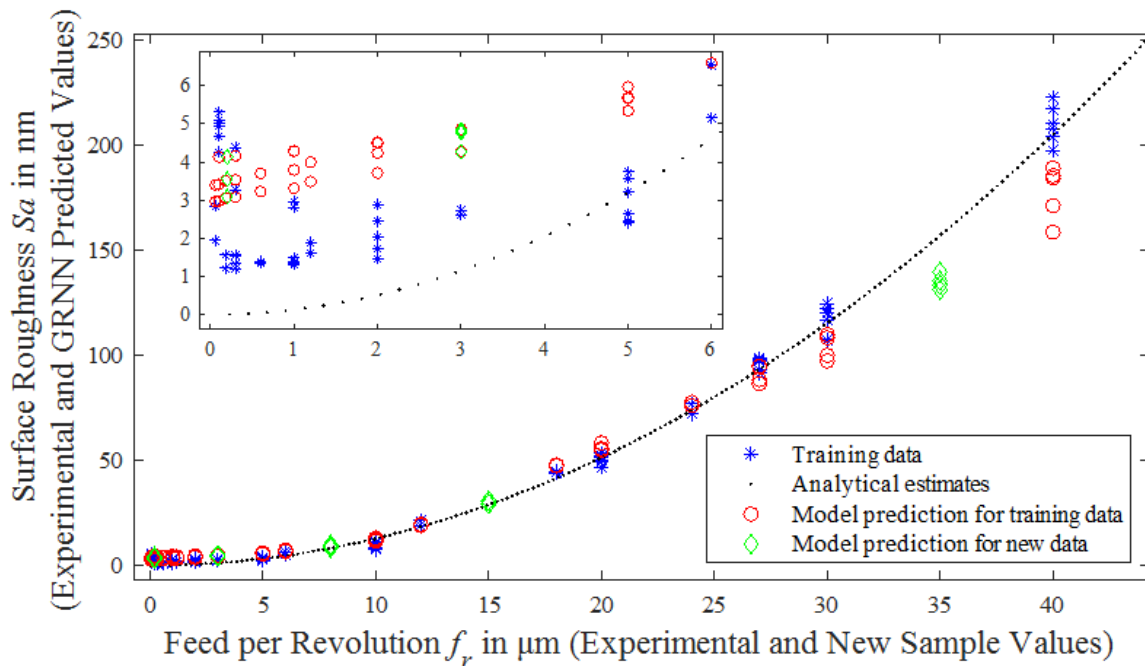 Surface Roughness Sa in nm
(Experimental and GRNN Predicted Values)
250
200
150
100
50
0
6
5
4
3
2
1
0
0 1 2 3 4 5 6
Training data
Analytical estimates
Model prediction for training data
Model prediction for new data
0 5 10 15 20 25 30 35 40
Feed per Revolution fr in μm (Experimental and New Sample Values)